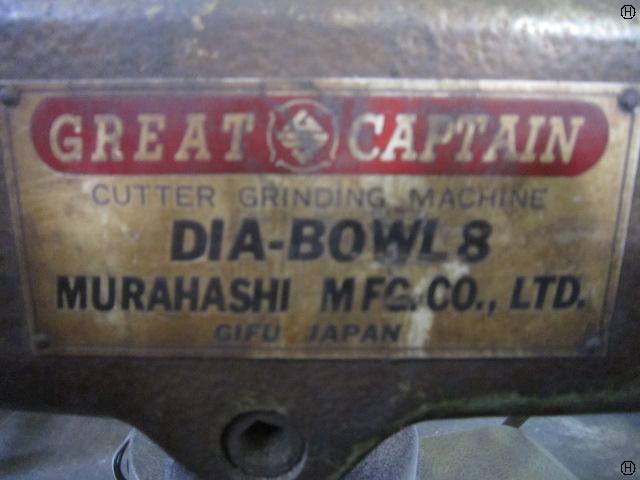 GREAT CAPTAIN
CUTTER GRINDING MACHINE
DIA-BOWL 8
MURAHASHI MFG.CO., LTD.
GIFU JAPAN
H
H